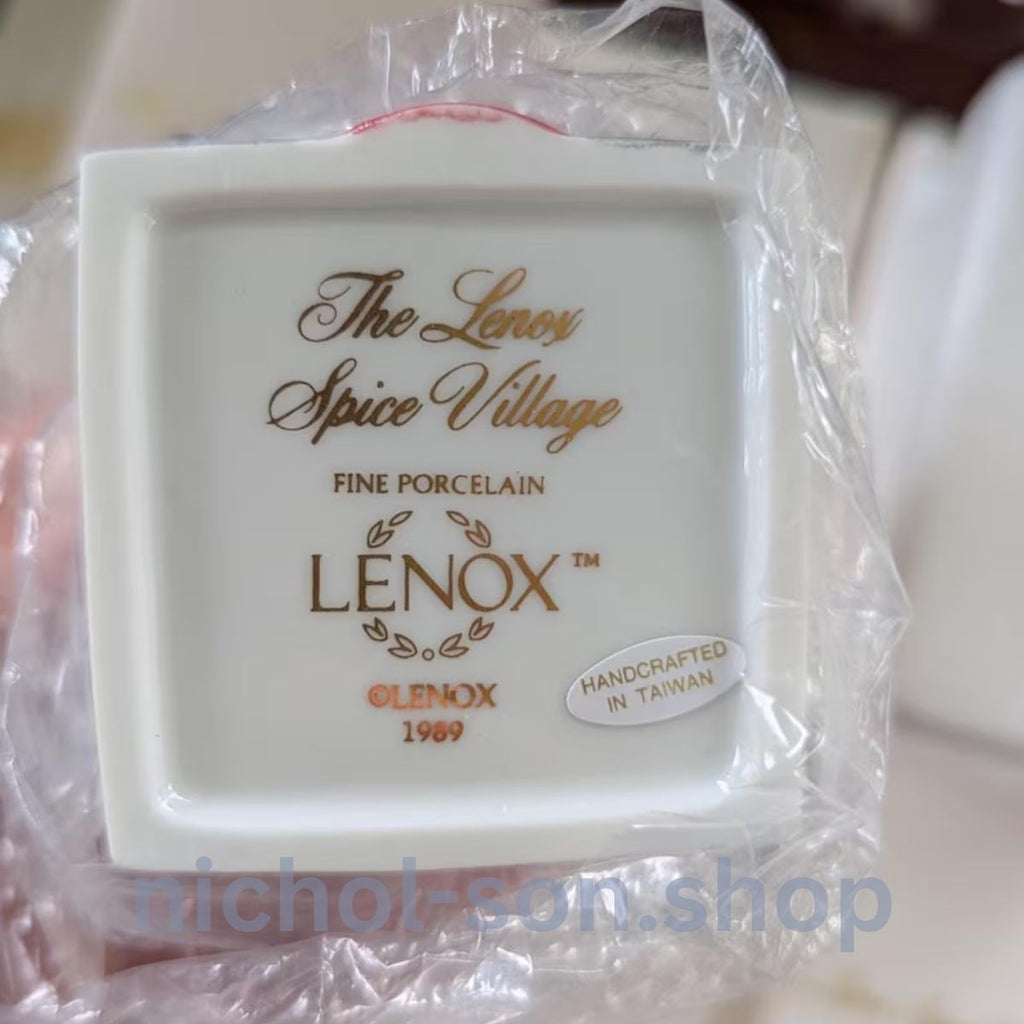 The Lenox
Spice Village
FINE PORCELAIN
LENOX™
©LENOX
1989
HANDCRAFTED
IN TAIWAN
nichol-son.shop